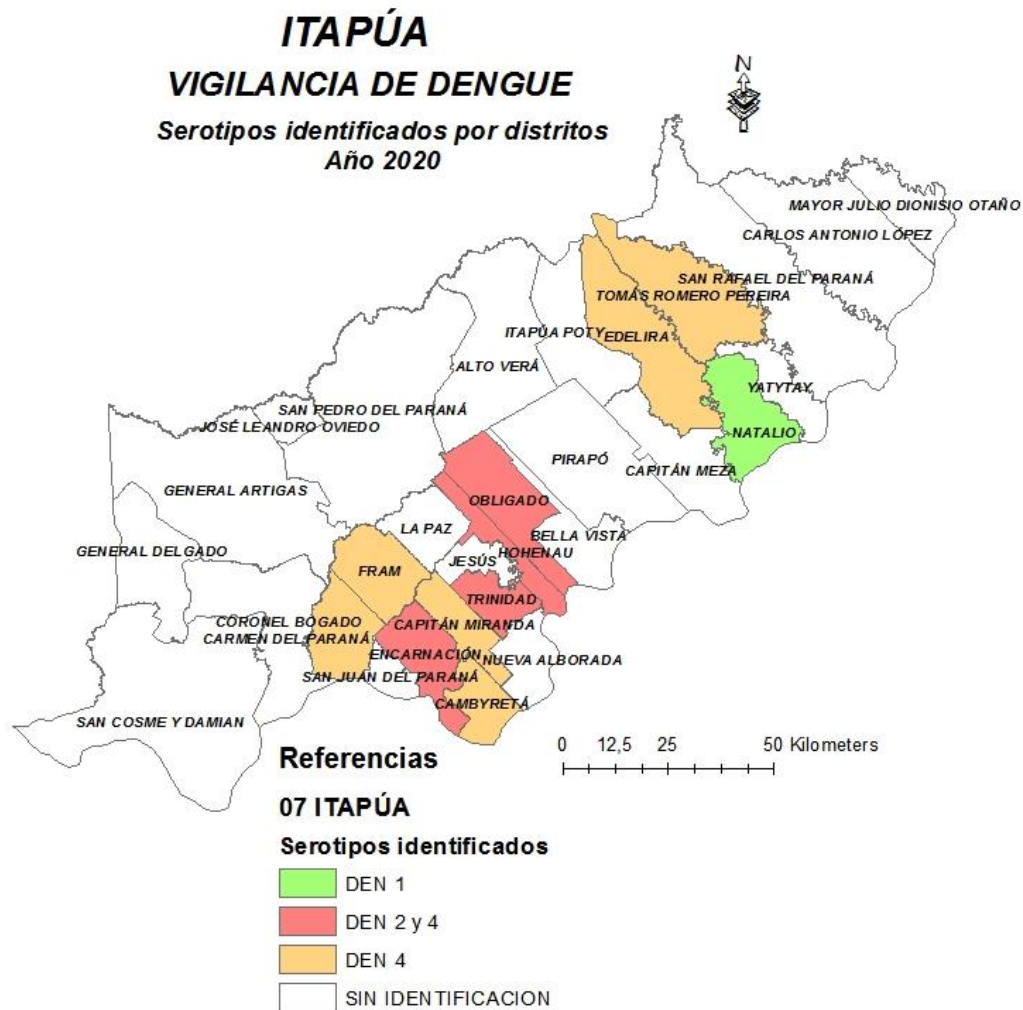 ITAPÚA
VIGILANCIA DE DENGUE
Serotipos identificados por distritos
Año 2020
N
MAYOR JULIO DIONISIO OTAÑO
CARLOS ANTONIO LÓPEZ
SAN RAFAEL DEL PARANÁ
TOMÁS ROMERO PEREIRA
ITAPÚA POTY
EDELIRA
ALTO VERÁ
YATYTAY
SAN PEDRO DEL PARANÁ
JOSÉ LEANDRO OVIEDO
NATALIO
PIRAPÓ
CAPITÁN MEZA
GENERAL ARTIGAS
OBLIGADO
LA PAZ
BELLA VISTA
GENERAL DELGADO
HOHENAU
JESÚS
FRAM
TRINIDAD
CORONEL BOGADO
CAPITÁN MIRANDA
CARMEN DEL PARANÁ
ENCARNACIÓN
NUEVA ALBORADA
SAN JUAN DEL PARANÁ
CAMBYRETÁ
SAN COSME Y DAMIAN
0 12,5 25 50 Kilometers
Referencias
07 ITAPÚA
Serotipos identificados
DEN 1
DEN 2 y 4
DEN 4
SIN IDENTIFICACION